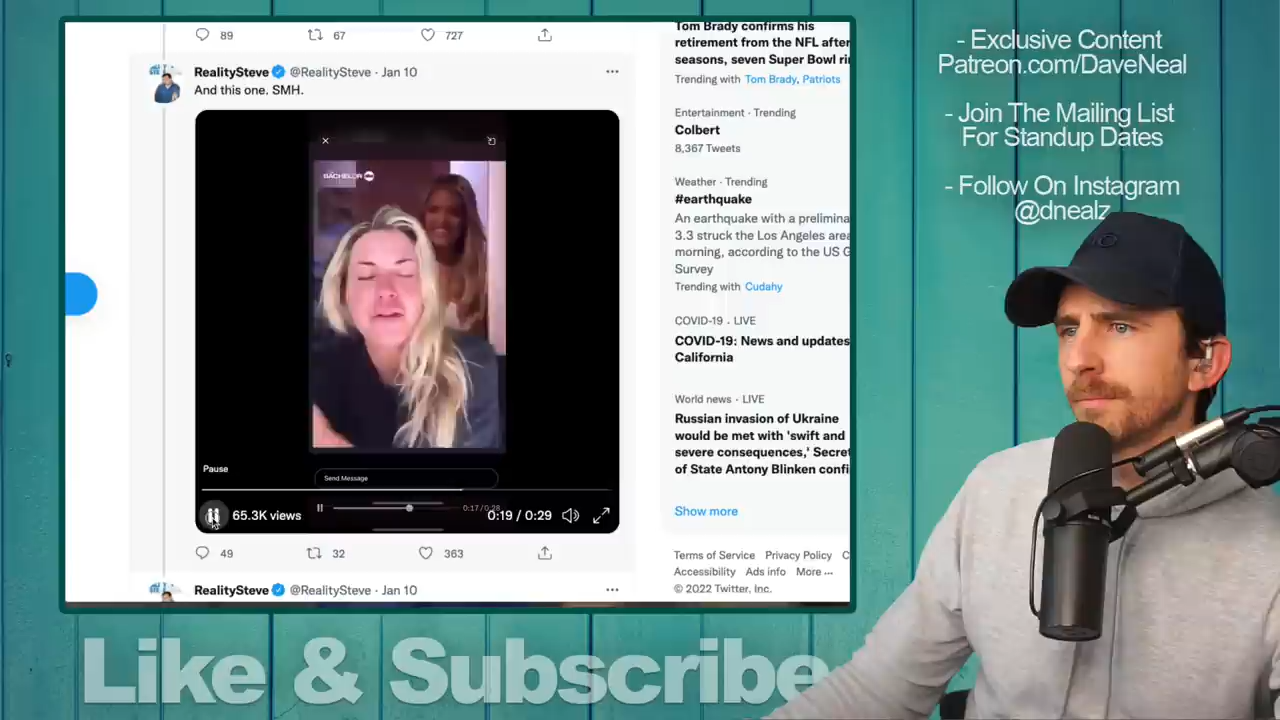 89 67 727
RealitySteve @RealitySteve · Jan 10 ...
And this one. SMH.
BACHELOR abc
Pause
Send Message
65.3K views
0:17/0:28
0:19 / 0:29
49 32 363
RealitySteve @RealitySteve · Jan 10 ...
Tom Brady confirms his
retirement from the NFL after
seasons, seven Super Bowl ri
Trending with Tom Brady, Patriots
Entertainment · Trending
Colbert
8,367 Tweets
Weather · Trending
#earthquake
An earthquake with a prelimina
3.3 struck the Los Angeles area
morning, according to the US G
Survey
Trending with Cudahy
COVID-19 · LIVE
COVID-19: News and updates
California
World news · LIVE
Russian invasion of Ukraine
would be met with 'swift and
severe consequences,' Secret
of State Antony Blinken confi
Show more
Terms of Service Privacy Policy C
Accessibility Ads info More ...
© 2022 Twitter, Inc.
- Exclusive Content
Patreon.com/DaveNeal
- Join The Mailing List
For Standup Dates
- Follow On Instagram
@dnealz
Like & Subscribe